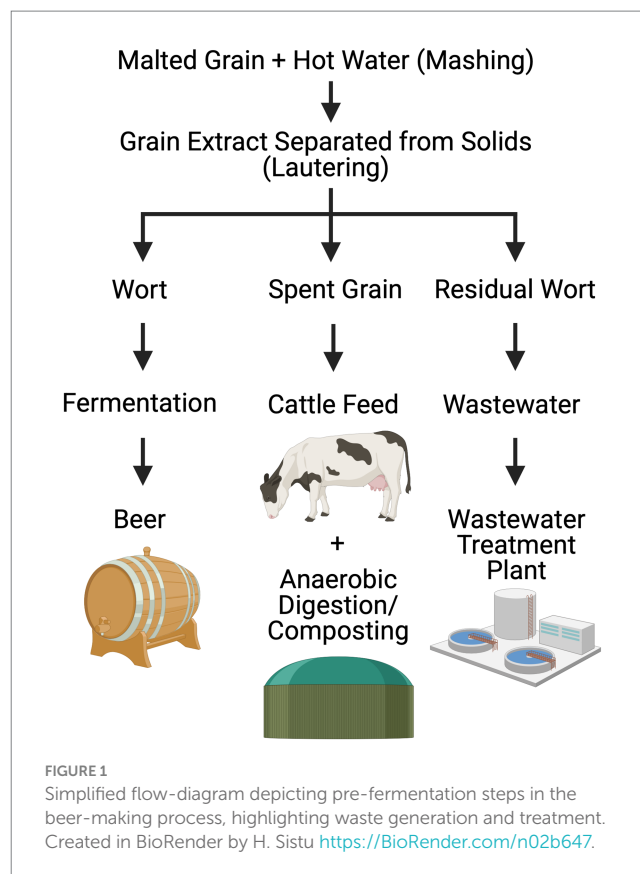 Malted Grain + Hot Water (Mashing)
Grain Extract Separated from Solids
(Lautering)
Wort
Spent Grain
Residual Wort
Fermentation
Cattle Feed
Wastewater
Beer
+
Anaerobic
Digestion/
Composting
Wastewater
Treatment
Plant
FIGURE 1
Simplified flow-diagram depicting pre-fermentation steps in the
beer-making process, highlighting waste generation and treatment.
Created in BioRender by H. Sistu https://BioRender.com/n02b647.